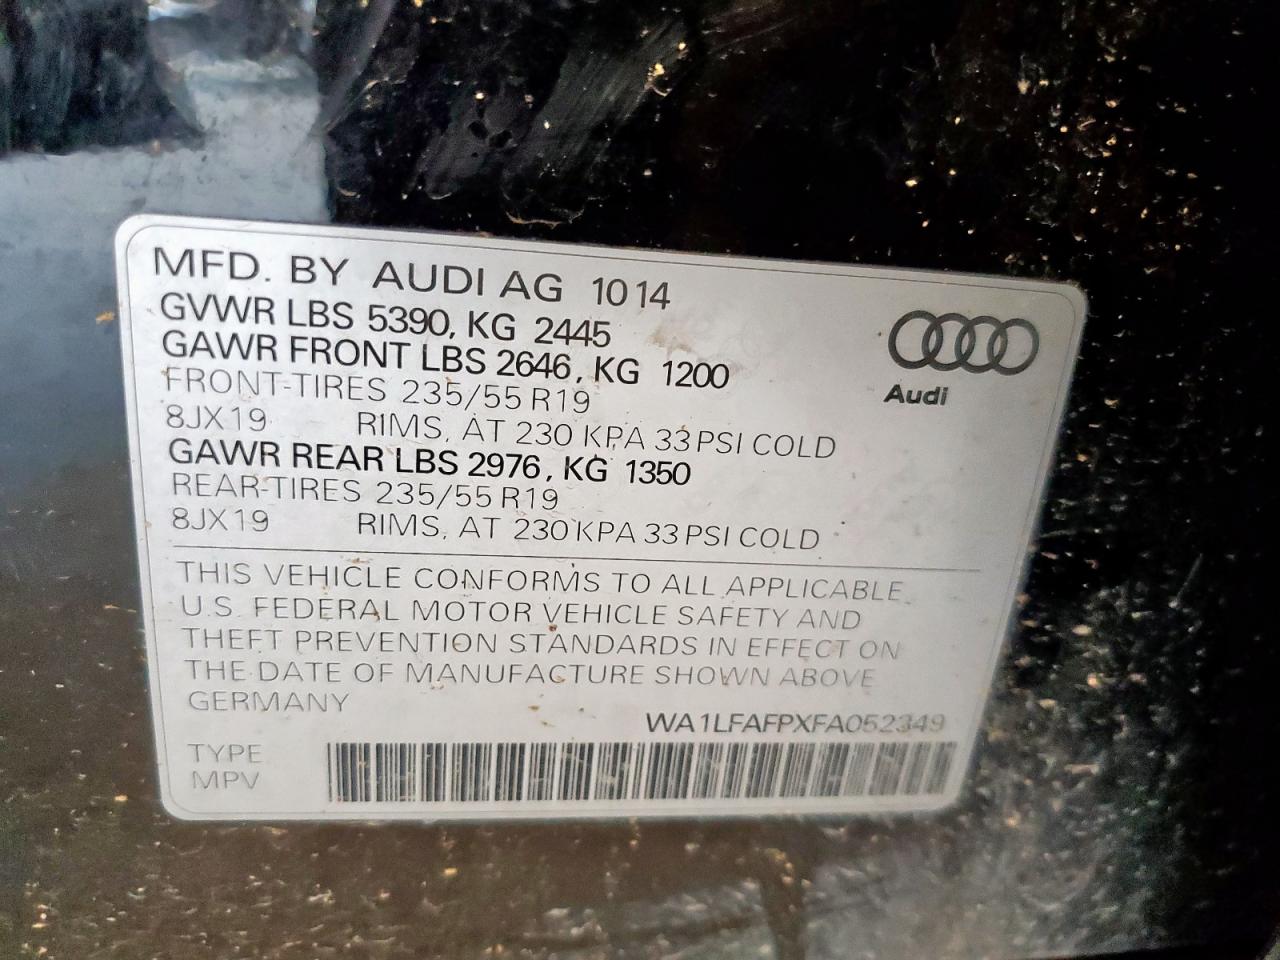 MFD. BY AUDI AG 1014
GVWR LBS 5390, KG 2445
GAWR FRONT LBS 2646, KG 1200
FRONT-TIRES 235/55 R19
8JX19 RIMS, AT 230 KPA 33 PSI COLD
GAWR REAR LBS 2976, KG 1350
REAR-TIRES 235/55 R19
8JX19 RIMS, AT 230 KPA 33 PSI COLD
Audi
THIS VEHICLE CONFORMS TO ALL APPLICABLE
U.S. FEDERAL MOTOR VEHICLE SAFETY AND
THEFT PREVENTION STANDARDS IN EFFECT ON
THE DATE OF MANUFACTURE SHOWN ABOVE
GERMANY
WA1LFAFPXFA052349
TYPE
MPV